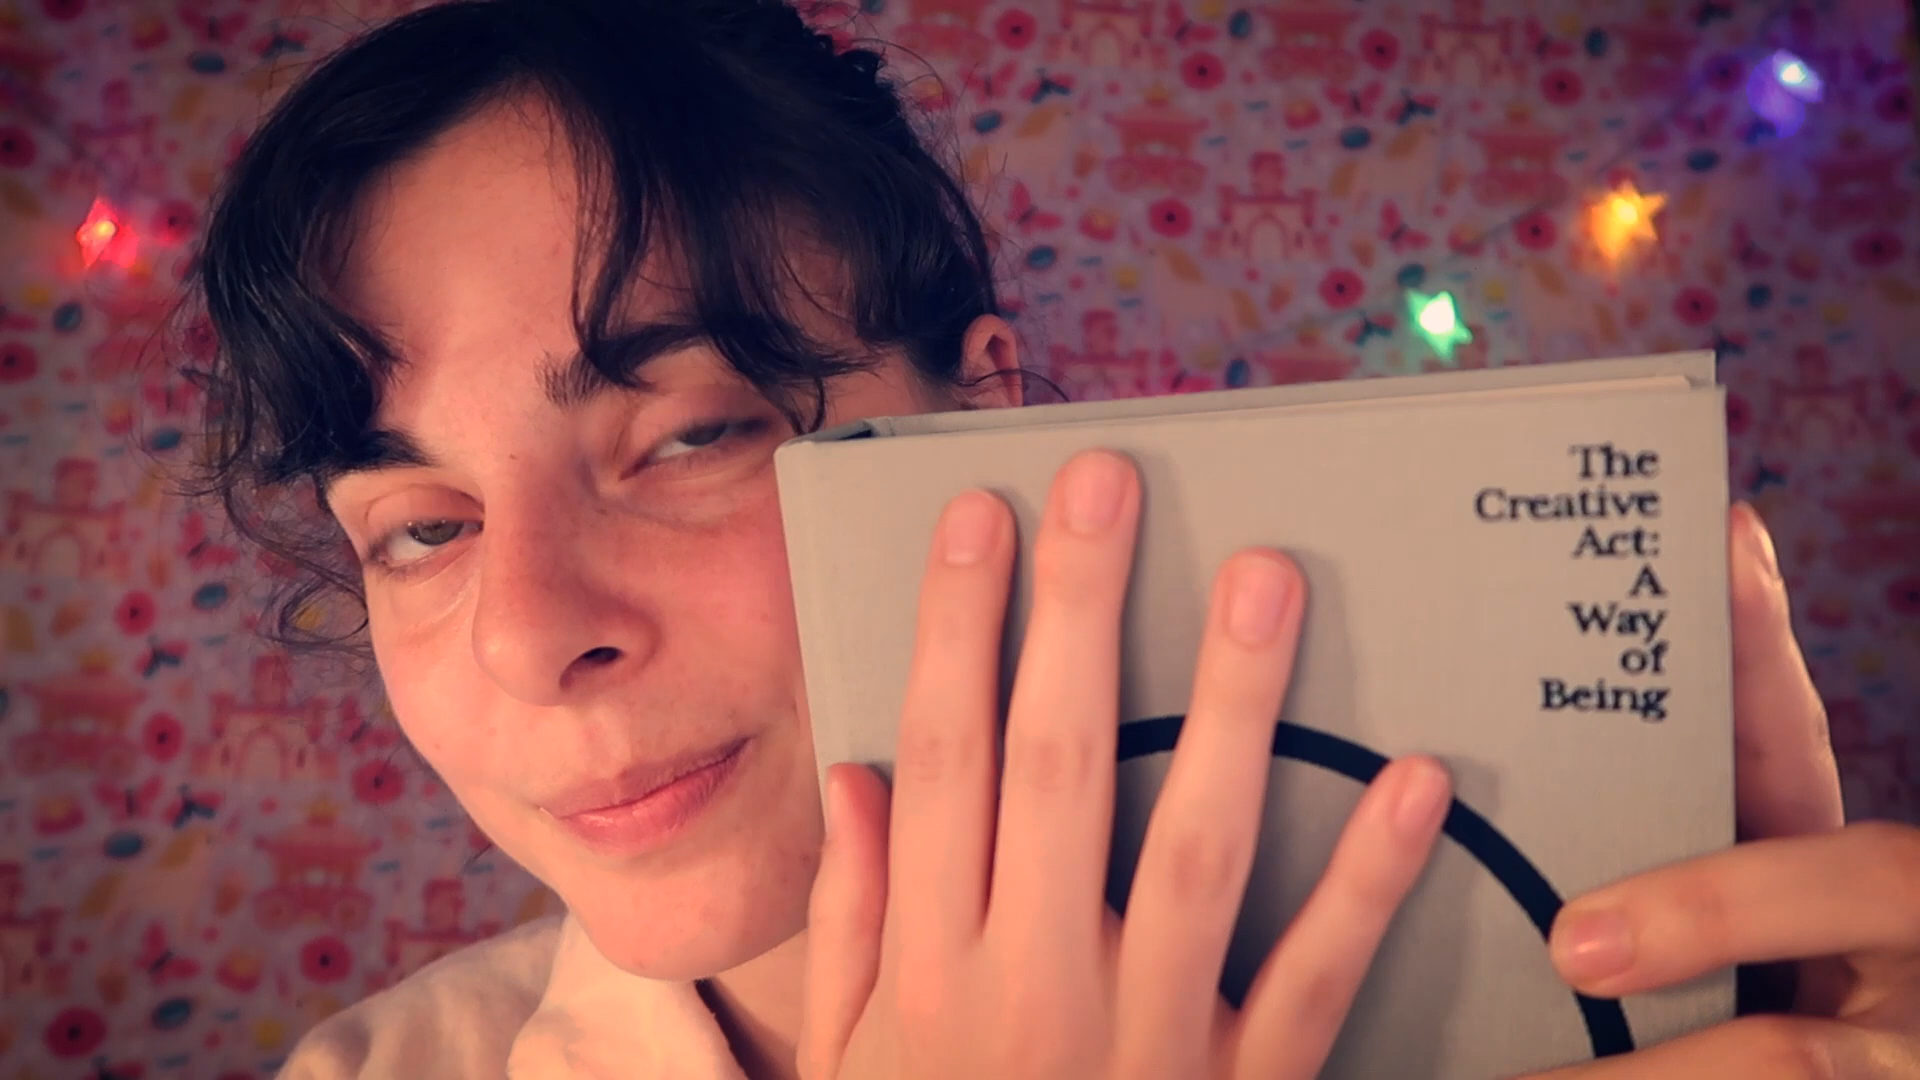 The
Creative
Act:
A
Way
of
Being